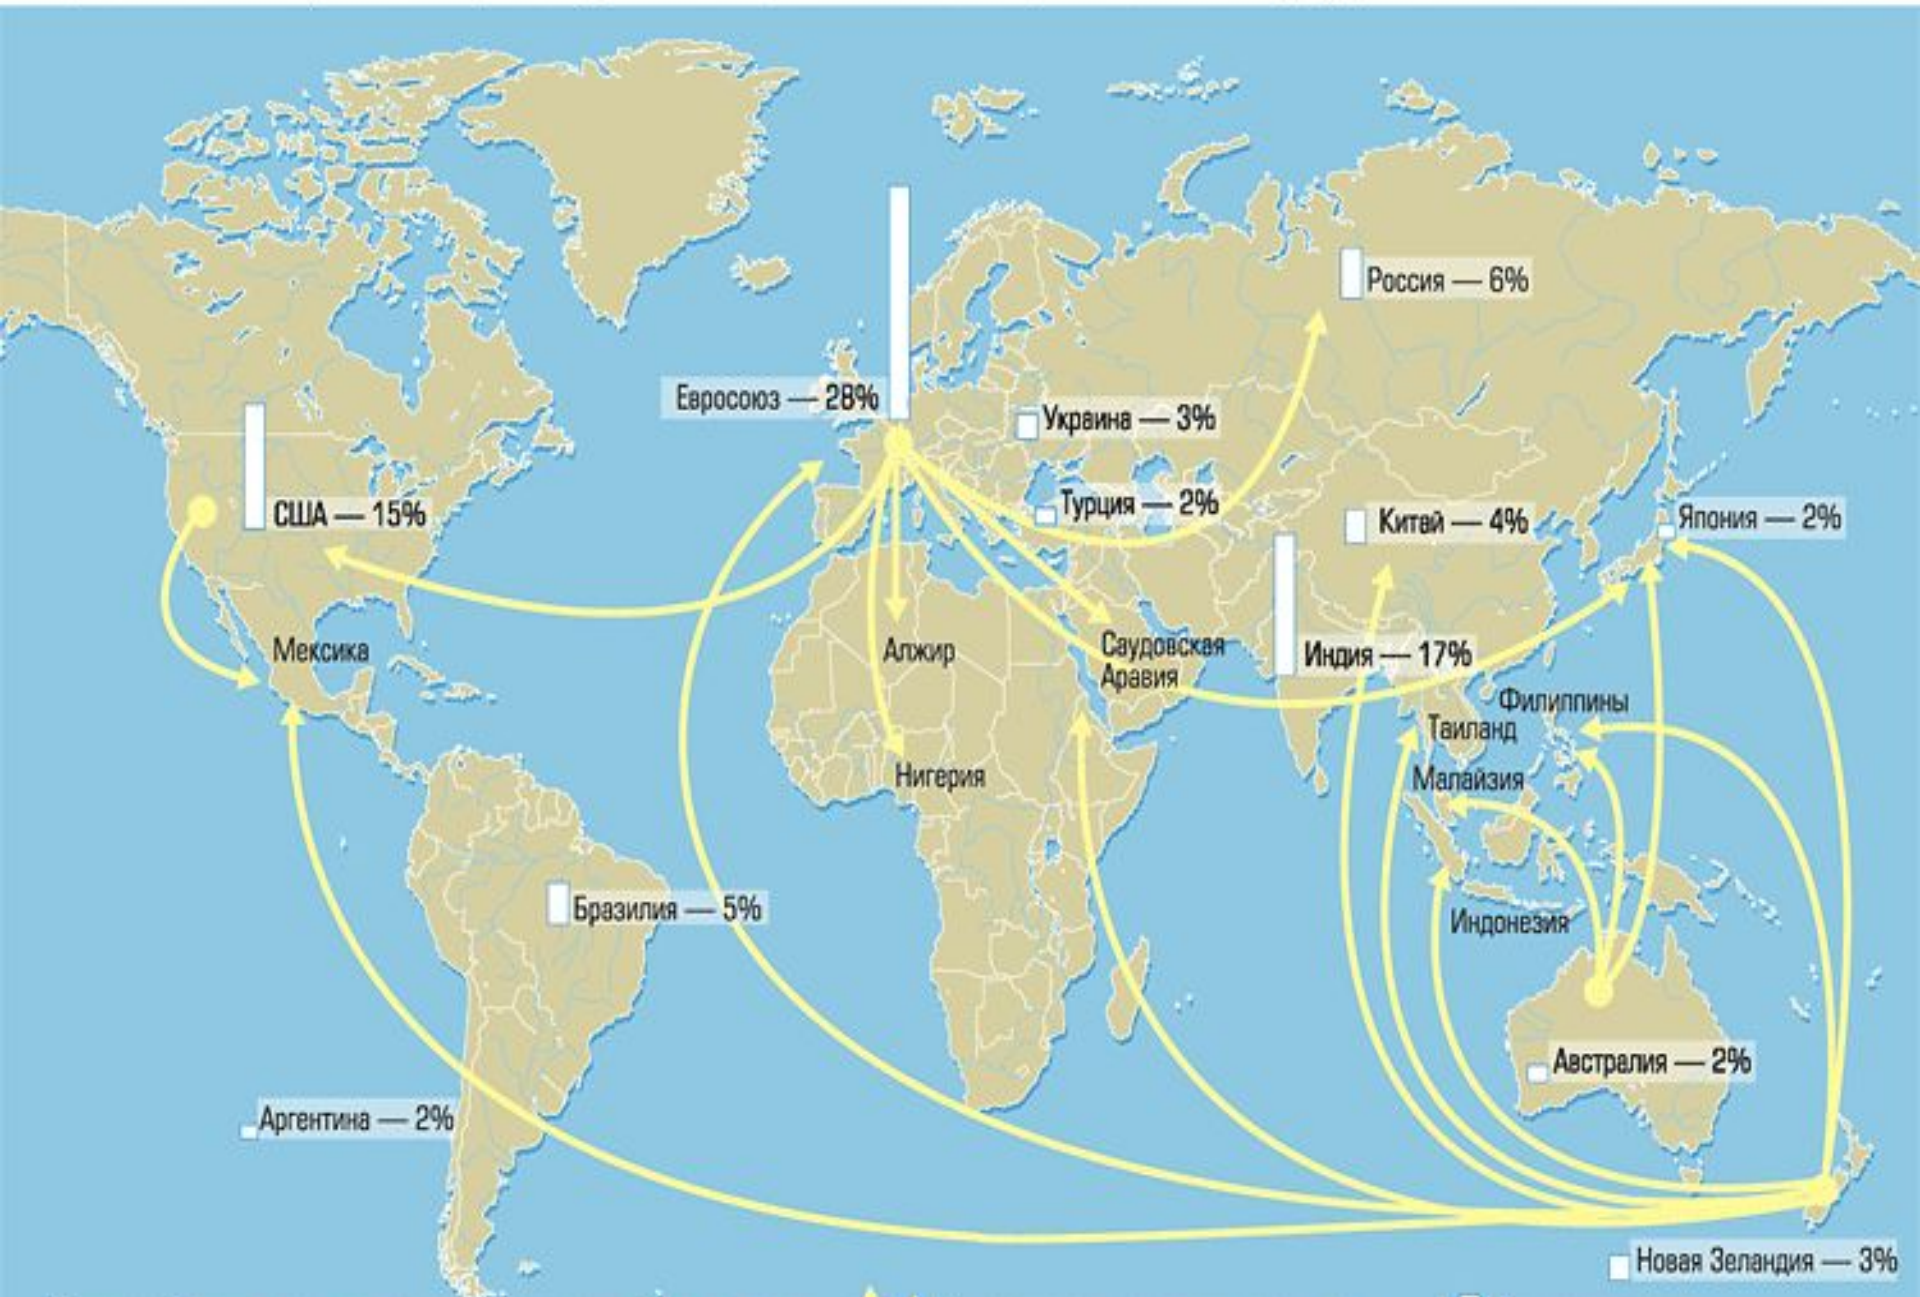 Россия — 6%
Евросоюз — 28%
Украина — 3%
США — 15%
Турция — 2%
Китай — 4%
Япония — 2%
Мексика
Алжир
Саудовская
Аравия
Индия — 17%
Филиппины
Таиланд
Малайзия
Нигерия
Бразилия — 5%
Индонезия
Австралия — 2%
Аргентина — 2%
Новая Зеландия — 3%